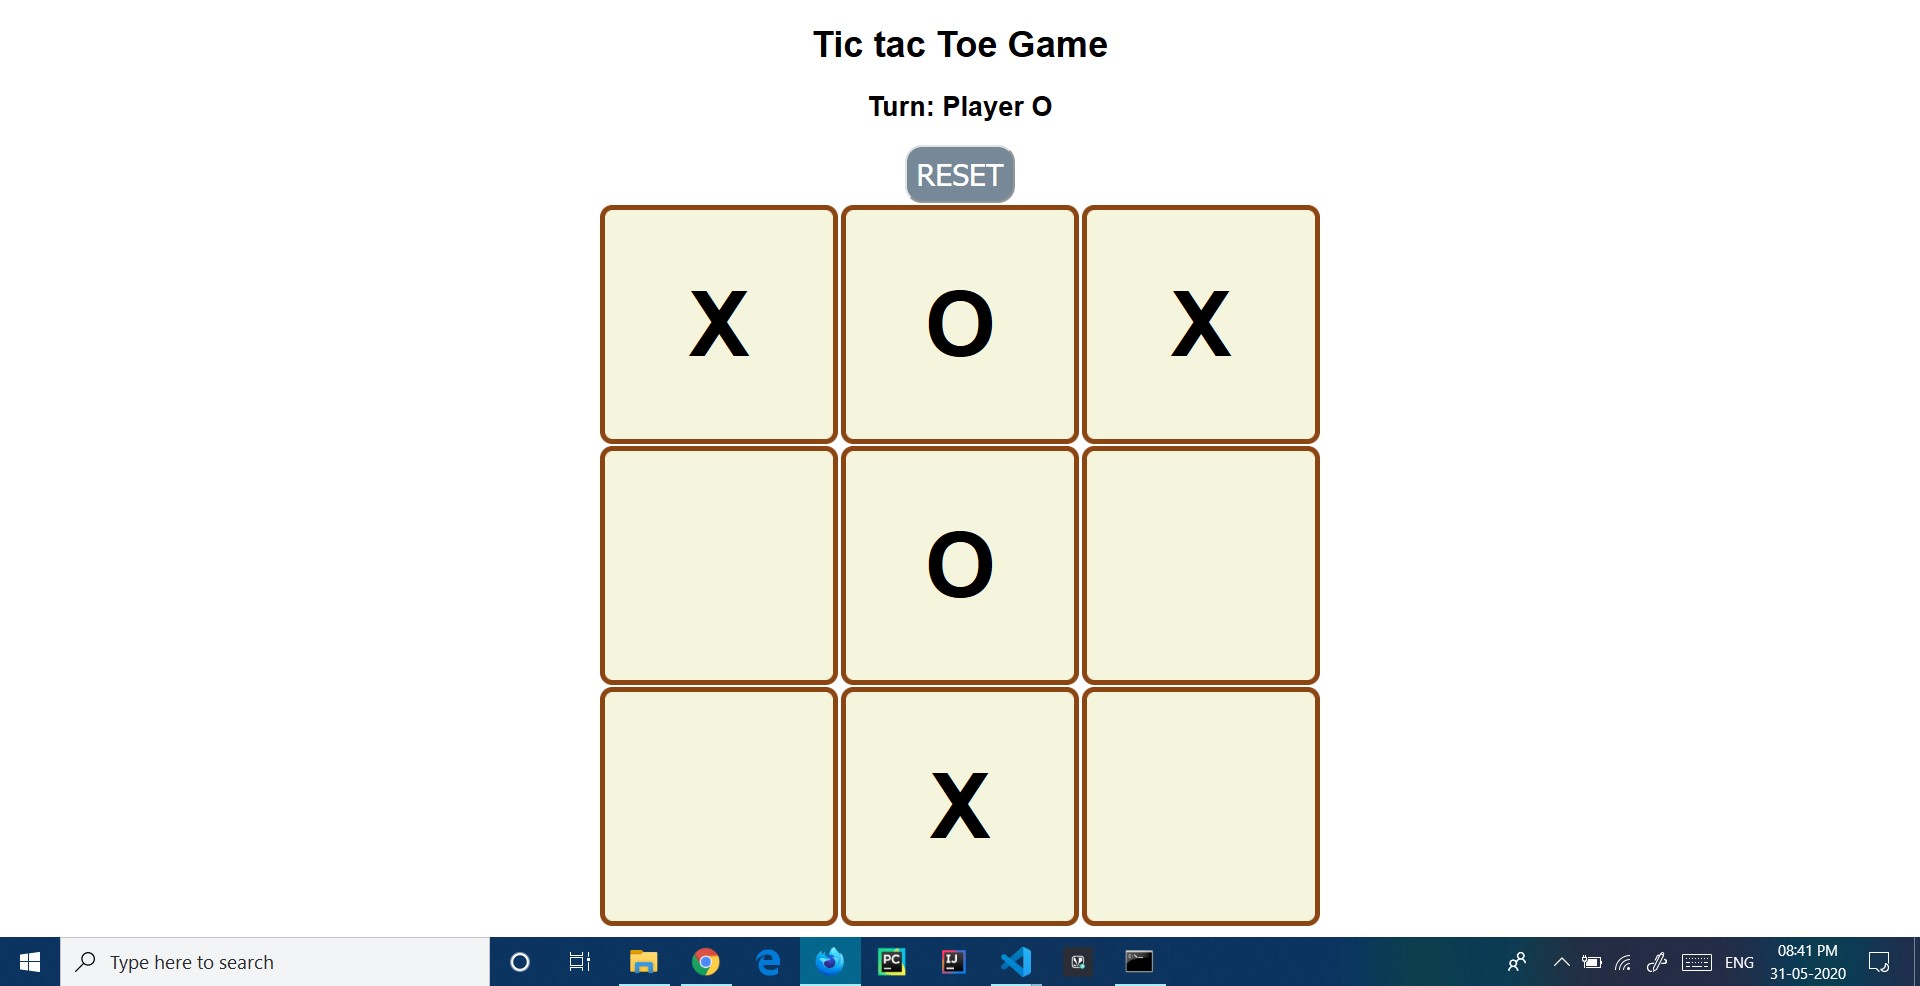 Tic tac Toe Game
Turn: Player O
RESET
X O X
O
X
Type here to search
PC
IJ
ENG
08:41 PM
31-05-2020